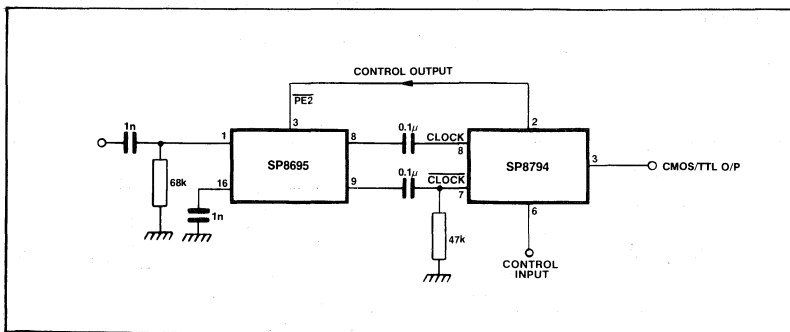 CONTROL OUTPUT
PE2
1n
1
3
8
0.1µ
CLOCK
8
2
SP8695
SP8794
3
CMOS/TTL O/P
68k
16
9
0.1µ
CLOCK
7
6
1n
47k
CONTROL
INPUT